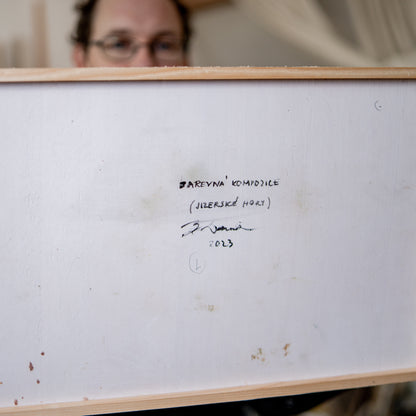 BAREVNÁ KOMPOZICE
(JIZERSKÉ HORY)
2023